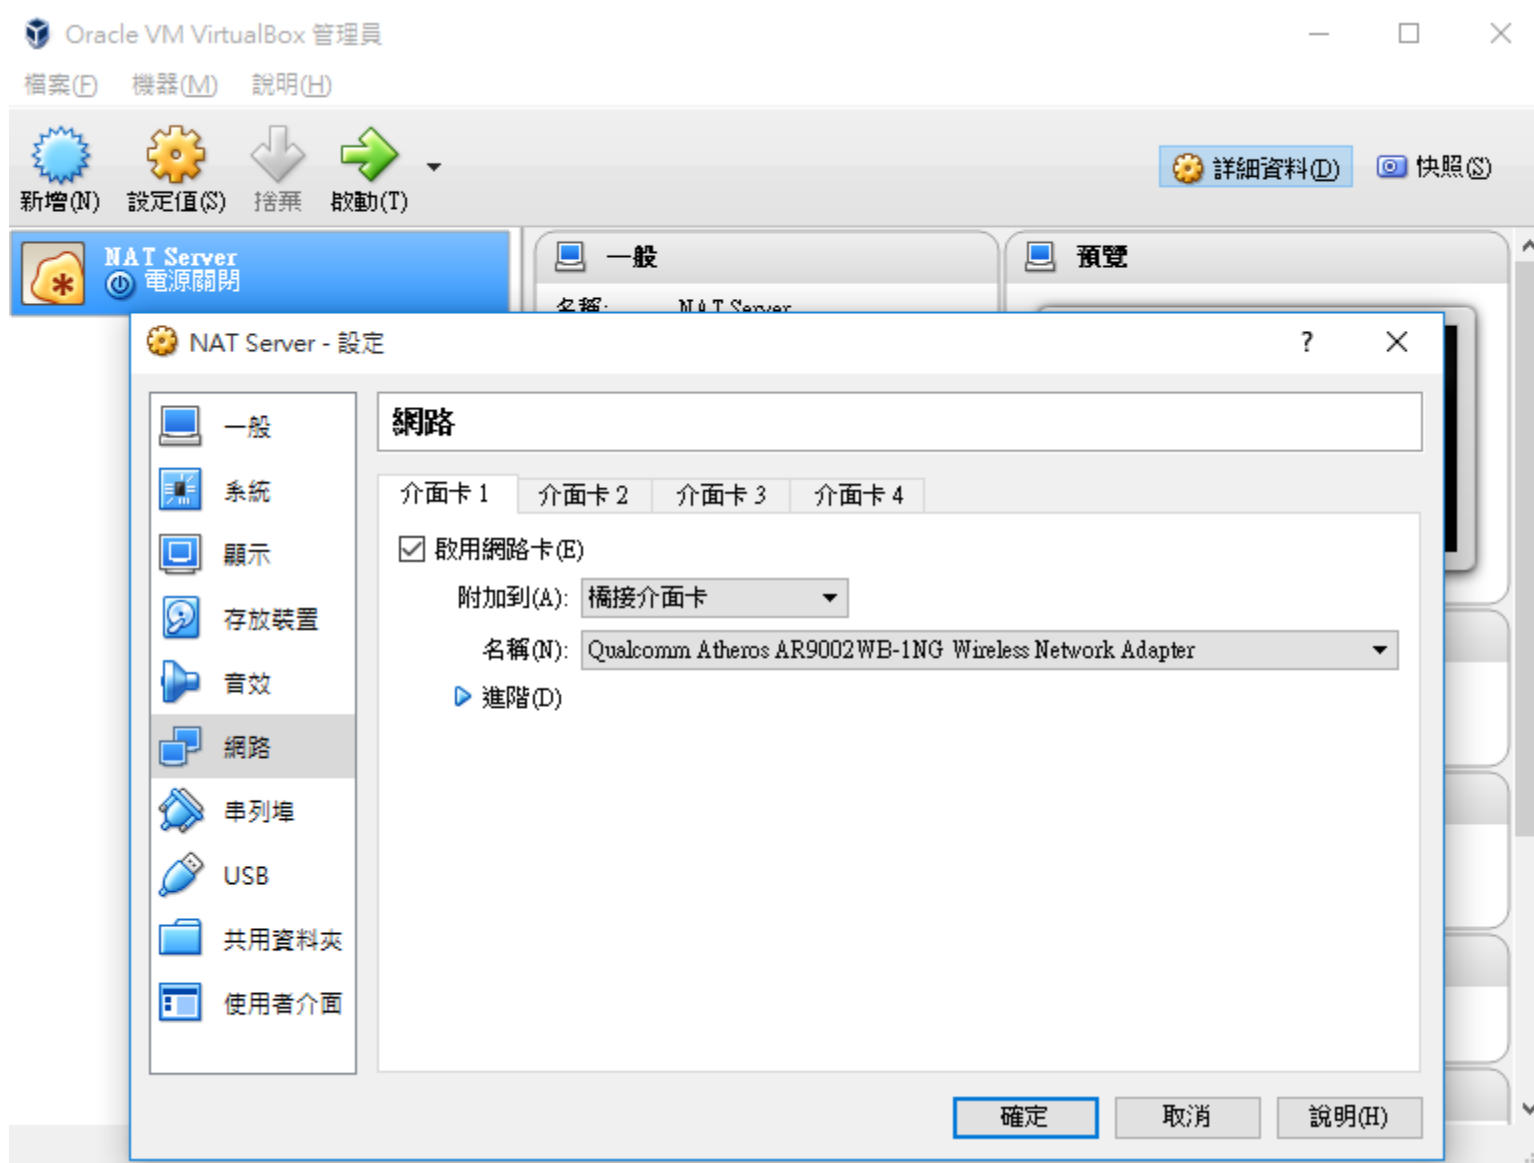 Oracle VM VirtualBox 管理員
檔案(F) 機器(M) 說明(H)
新增(N) 設定值(S) 捨棄 啟動(T) 詳細資料(D) 快照(S)
NAT Server
電源關閉
一般
預覽
名稱: NAT Server
NAT Server - 設定
?
一般
系統
顯示
存放裝置
音效
網路
串列埠
USB
共用資料夾
使用者介面
網路
介面卡 1 介面卡 2 介面卡 3 介面卡 4
啟用網路卡(E)
附加到(A): 橋接介面卡
名稱(N): Qualcomm Atheros AR9002WB-1NG Wireless Network Adapter
進階(D)
確定 取消 說明(H)